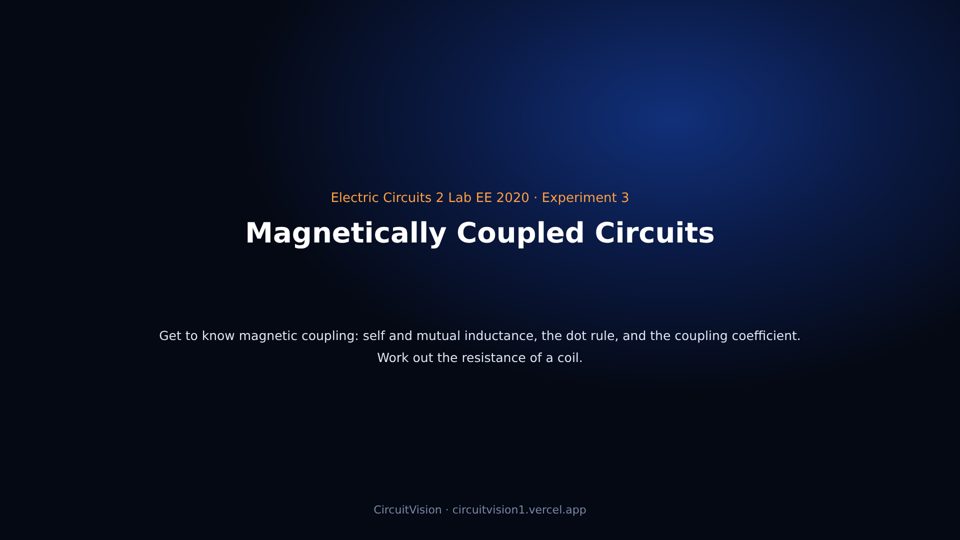 Electric Circuits 2 Lab EE 2020 · Experiment 3
Magnetically Coupled Circuits
Get to know magnetic coupling: self and mutual inductance, the dot rule, and the coupling coefficient.
Work out the resistance of a coil.
CircuitVision · circuitvision1.vercel.app